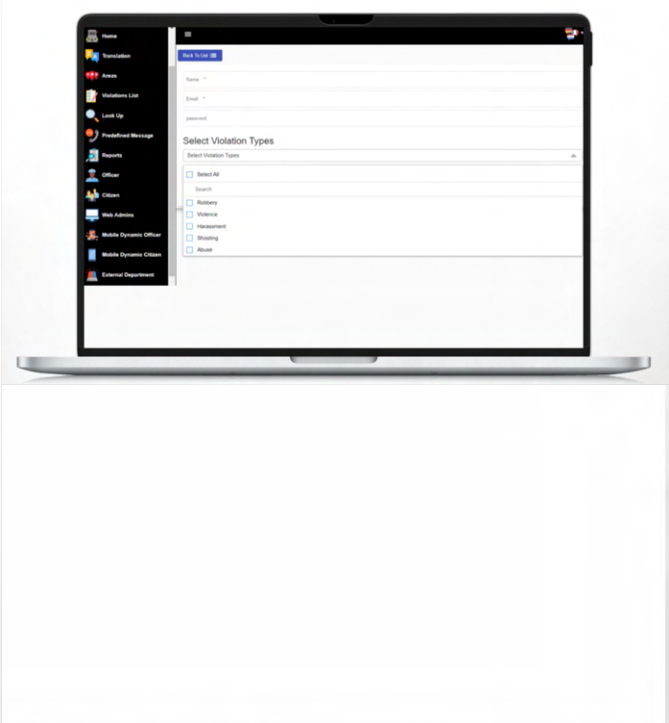 Home
Translation
Areas
Violations List
Look Up
Predefined Message
Reports
Officer
Citizen
Web Admins
Mobile Dynamic Officer
Mobile Dynamic Citizen
External Department
Back To List
Name *
Email *
password
Select Violation Types
Select Violation Types
Select All
Search
Robbery
Violence
Harassment
Shooting
Abuse